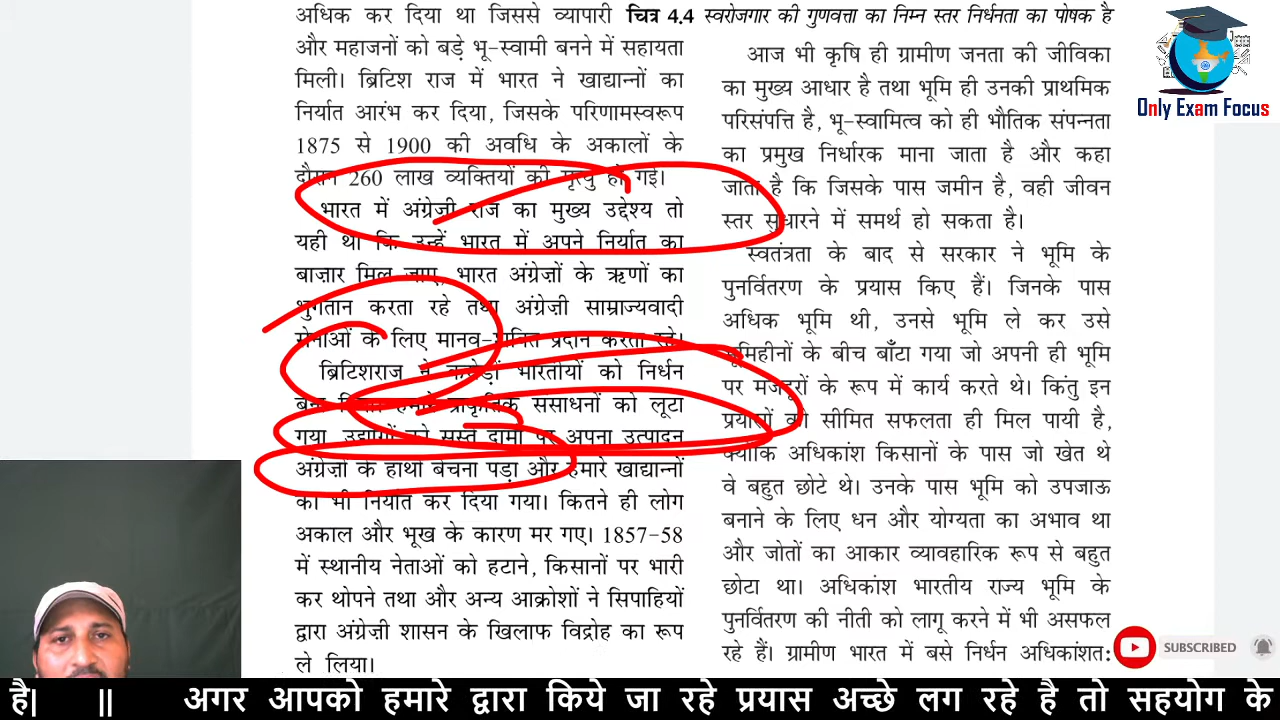 अधिक कर दिया था जिससे व्यापारी
और महाजनों को बड़े भू-स्वामी बनने में सहायता
मिली। ब्रिटिश राज में भारत ने खाद्यान्नों का
निर्यात आरंभ कर दिया, जिसके परिणामस्वरूप
1875 से 1900 की अवधि के अकालों के
दौरान 260 लाख व्यक्तियों की मृत्यु हो गई।
भारत में अंग्रेज़ी राज का मुख्य उद्देश्य तो
यही था कि उन्हें भारत में अपने निर्यात का
बाज़ार मिल जाए, भारत अंग्रेज़ों के ऋणों का
भुगतान करता रहे तथा अंग्रेज़ी साम्राज्यवादी
सेनाओं के लिए मानव-शक्ति प्रदान करता रहे।
ब्रिटिशराज ने करोड़ों भारतीयों को निर्धन
बना हमारे प्राकृतिक संसाधनों को लूटा
गया, उद्योगों को सस्ते दामों पर अपना उत्पादन
अंग्रेज़ों के हाथों बेचना पड़ा और हमारे खाद्यान्नों
का भी निर्यात कर दिया गया। कितने ही लोग
अकाल और भूख के कारण मर गए। 1857-58
में स्थानीय नेताओं को हटाने, किसानों पर भारी
कर थोपने तथा और अन्य आक्रोशों ने सिपाहियों
द्वारा अंग्रेज़ी शासन के खिलाफ विद्रोह का रूप
ले लिया।
चित्र 4.4 स्वरोजगार की गुणवत्ता का निम्न स्तर निर्धनता का पोषक है
आज भी कृषि ही ग्रामीण जनता की जीविका
का मुख्य आधार है तथा भूमि ही उनकी प्राथमिक
परिसंपत्ति है, भू-स्वामित्व को ही भौतिक संपन्नता
का प्रमुख निर्धारक माना जाता है और कहा
जाता है कि जिसके पास जमीन है, वही जीवन
स्तर सुधारने में समर्थ हो सकता है।
स्वतंत्रता के बाद से सरकार ने भूमि के
पुनर्वितरण के प्रयास किए हैं। जिनके पास
अधिक भूमि थी, उनसे भूमि ले कर उसे
भूमिहीनों के बीच बाँटा गया जो अपनी ही भूमि
पर मजदूरों के रूप में कार्य करते थे। किंतु इन
प्रयासों को सीमित सफलता ही मिल पायी है,
क्योंकि अधिकांश किसानों के पास जो खेत थे
वे बहुत छोटे थे। उनके पास भूमि को उपजाऊ
बनाने के लिए धन और योग्यता का अभाव था
और जोतों का आकार व्यावहारिक रूप से बहुत
छोटा था। अधिकांश भारतीय राज्य भूमि के
पुनर्वितरण की नीती को लागू करने में भी असफल
रहे हैं। ग्रामीण भारत में बसे निर्धन अधिकांशत:
Only Exam Focus
SUBSCRIBED
है। ॥ अगर आपको हमारे द्वारा किये जा रहे प्रयास अच्छे लग रहे है तो सहयोग के